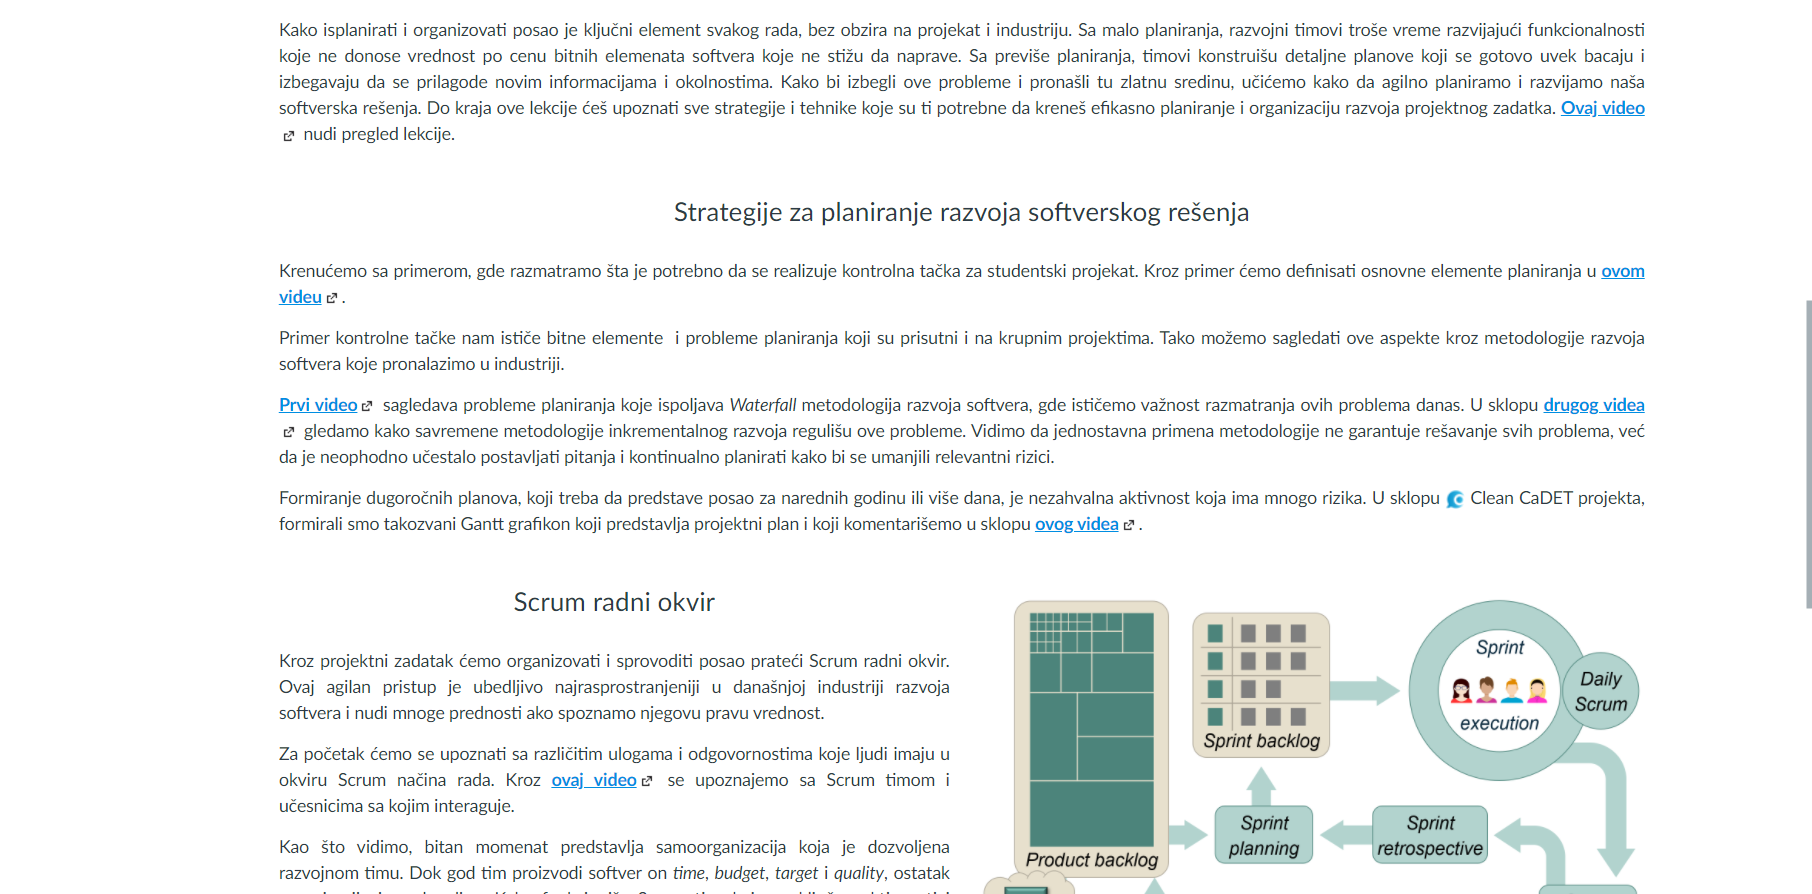 Kako isplanirati i organizovati posao je ključni element svakog rada, bez obzira na projekat i industriju. Sa malo planiranja, razvojni timovi troše vreme razvijajući funkcionalnosti
koje ne donose vrednost po cenu bitnih elemenata softvera koje ne stižu da naprave. Sa previše planiranja, timovi konstruišu detaljne planove koji se gotovo uvek bacaju i
izbegavaju da se prilagode novim informacijama i okolnostima. Kako bi izbegli ove probleme i pronašli tu zlatnu sredinu, učićemo kako da agilno planiramo i razvijamo naša
softverska rešenja. Do kraja ove lekcije ćeš upoznati sve strategije i tehnike koje su ti potrebne da kreneš efikasno planiranje i organizaciju razvoja projektnog zadatka. Ovaj video
nudi pregled lekcije.
Strategije za planiranje razvoja softverskog rešenja
Krenućemo sa primerom, gde razmatramo šta je potrebno da se realizuje kontrolna tačka za studentski projekat. Kroz primer ćemo definisati osnovne elemente planiranja u ovom
videu .
Primer kontrolne tačke nam ističe bitne elemente i probleme planiranja koji su prisutni i na krupnim projektima. Tako možemo sagledati ove aspekte kroz metodologije razvoja
softvera koje pronalazimo u industriji.
Prvi video sagledava probleme planiranja koje ispoljava Waterfall metodologija razvoja softvera, gde ističemo važnost razmatranja ovih problema danas. U sklopu drugog videa
gledamo kako savremene metodologije inkrementalnog razvoja regulišu ove probleme. Vidimo da jednostavna primena metodologije ne garantuje rešavanje svih problema, već
da je neophodno učestalo postavljati pitanja i kontinualno planirati kako bi se umanjili relevantni rizici.
Formiranje dugoročnih planova, koji treba da predstave posao za narednih godinu ili više dana, je nezahvalna aktivnost koja ima mnogo rizika. U sklopu Clean CaDET projekta,
formirali smo takozvani Gantt grafikon koji predstavlja projektni plan i koji komentarišemo u sklopu ovog videa .
Scrum radni okvir
Kroz projektni zadatak ćemo organizovati i sprovoditi posao prateći Scrum radni okvir.
Ovaj agilan pristup je ubedljivo najrasprostranjeniji u današnjoj industriji razvoja
softvera i nudi mnoge prednosti ako spoznamo njegovu pravu vrednost.
Za početak ćemo se upoznati sa različitim ulogama i odgovornostima koje ljudi imaju u
okviru Scrum načina rada. Kroz ovaj video se upoznajemo sa Scrum timom i
učesnicima sa kojim interaguje.
Kao što vidimo, bitan momenat predstavlja samoorganizacija koja je dozvoljena
razvojnom timu. Dok god tim proizvodi softver on time, budget, target i quality, ostatak
Sprint
execution
Daily
Scrum
Sprint backlog
Sprint
planning
Sprint
retrospective
Product backlog